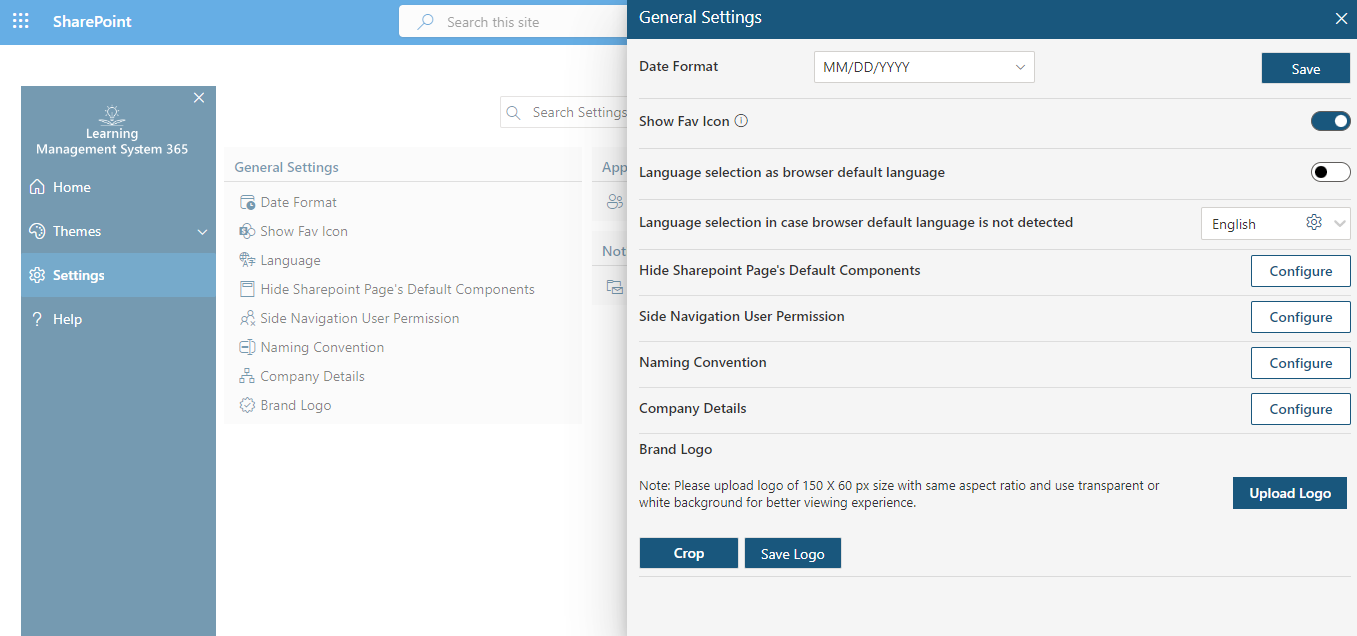 SharePoint
Search this site
Learning
Management System 365
Home
Themes
Settings
Help
Search Settings
General Settings
Date Format
Show Fav Icon
Language
Hide Sharepoint Page's Default Components
Side Navigation User Permission
Naming Convention
Company Details
Brand Logo
App
Not
General Settings
Date Format
MM/DD/YYYY
Save
Show Fav Icon
Language selection as browser default language
Language selection in case browser default language is not detected
English
Hide Sharepoint Page's Default Components
Configure
Side Navigation User Permission
Configure
Naming Convention
Configure
Company Details
Configure
Brand Logo
Note: Please upload logo of 150 X 60 px size with same aspect ratio and use transparent or
white background for better viewing experience.
Upload Logo
Crop
Save Logo